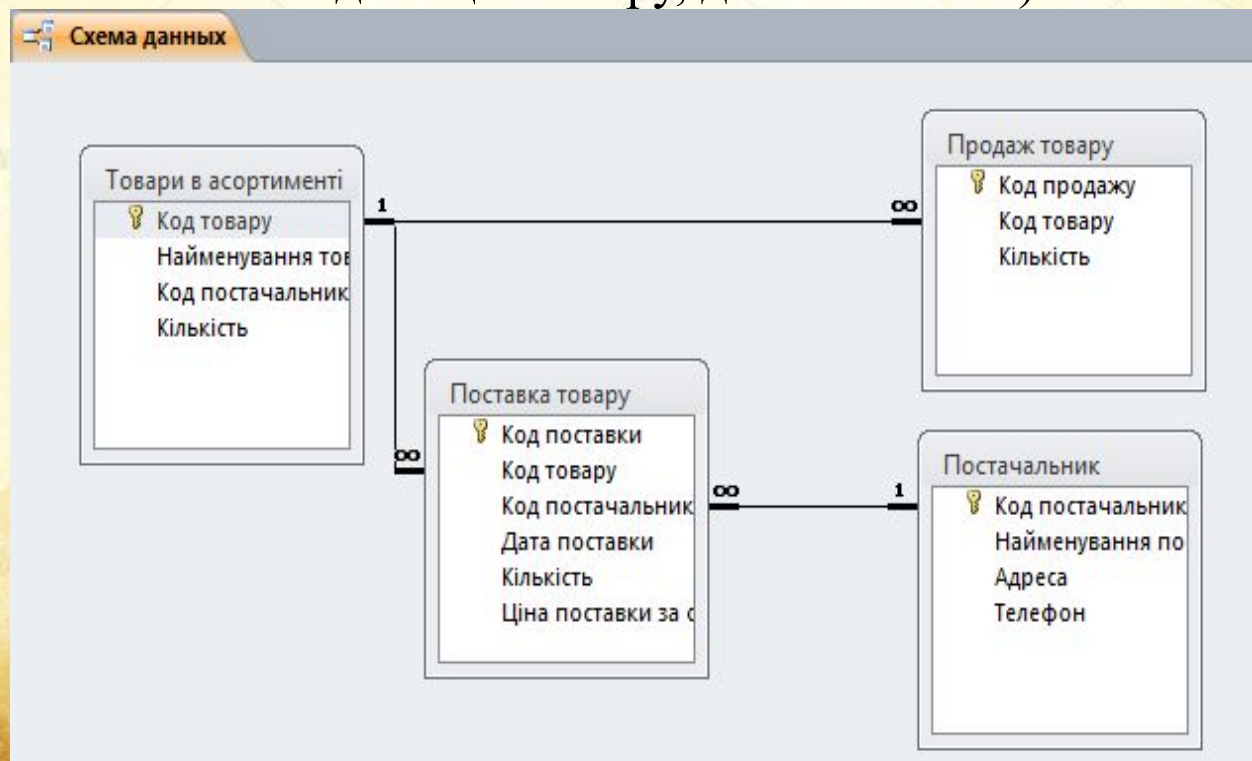 Схема данных
Товари в асортименті
Код товару
Найменування тов
Код постачальник
Кількість
1
∞
Продаж товару
Код продажу
Код товару
Кількість
Поставка товару
Код поставки
Код товару
Код постачальник
Дата поставки
Кількість
Ціна поставки за
∞
∞
1
Постачальник
Код постачальник
Найменування по
Адреса
Телефон